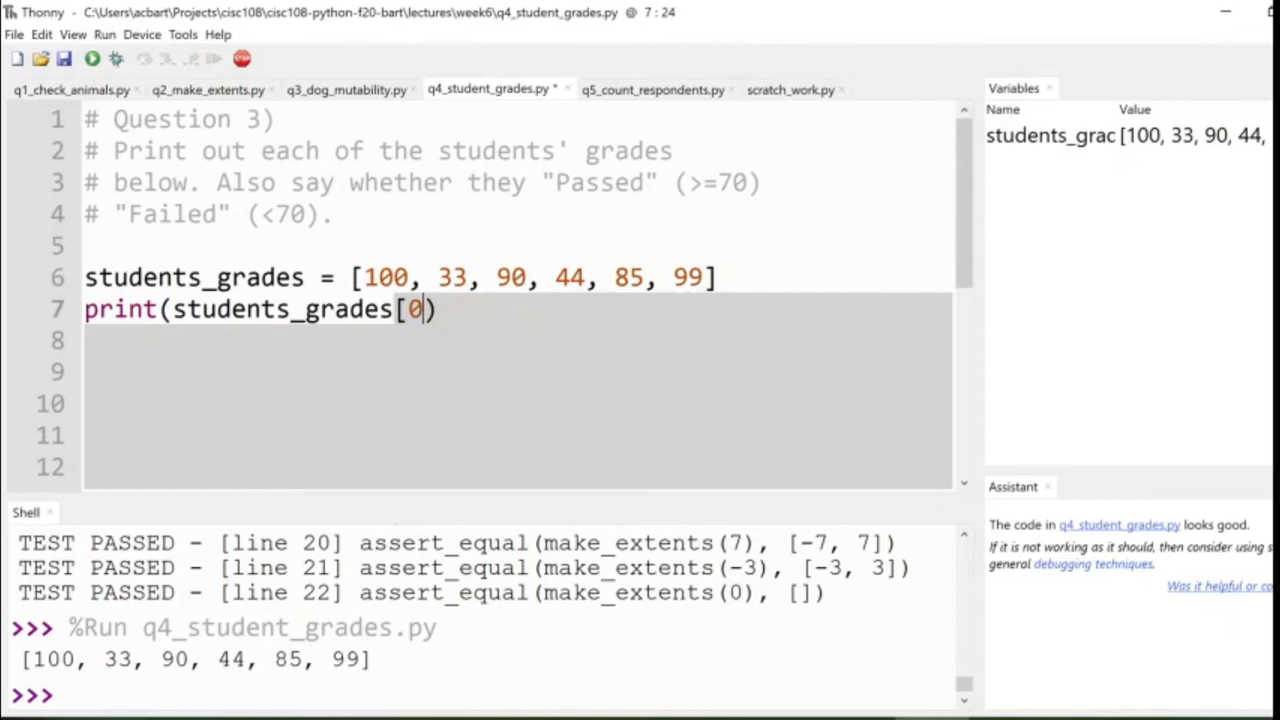 Thonny - C:\Users\acbart\Projects\cisc108\cisc108-python-f20-bart\lectures\week6\q4_student_grades.py @ 7 : 24
File Edit View Run Device Tools Help
STOP
q1_check_animals.py q2_make_extents.py q3_dog_mutability.py q4_student_grades.py * q5_count_respondents.py scratch_work.py
1 # Question 3)
2 # Print out each of the students' grades
3 # below. Also say whether they "Passed" (>=70)
4 # "Failed" (<70).
5
6 students_grades = [100, 33, 90, 44, 85, 99]
7 print(students_grades[0)
8
9
10
11
12
Variables
Name Value
students_grac [100, 33, 90, 44,
Shell
TEST PASSED - [line 20] assert_equal(make_extents(7), [-7, 7])
TEST PASSED - [line 21] assert_equal(make_extents(-3), [-3, 3])
TEST PASSED - [line 22] assert_equal(make_extents(0), [])
>>> %Run q4_student_grades.py
[100, 33, 90, 44, 85, 99]
>>>
Assistant
The code in q4_student_grades.py looks good.
If it is not working as it should, then consider using s
general debugging techniques.
Was it helpful or co